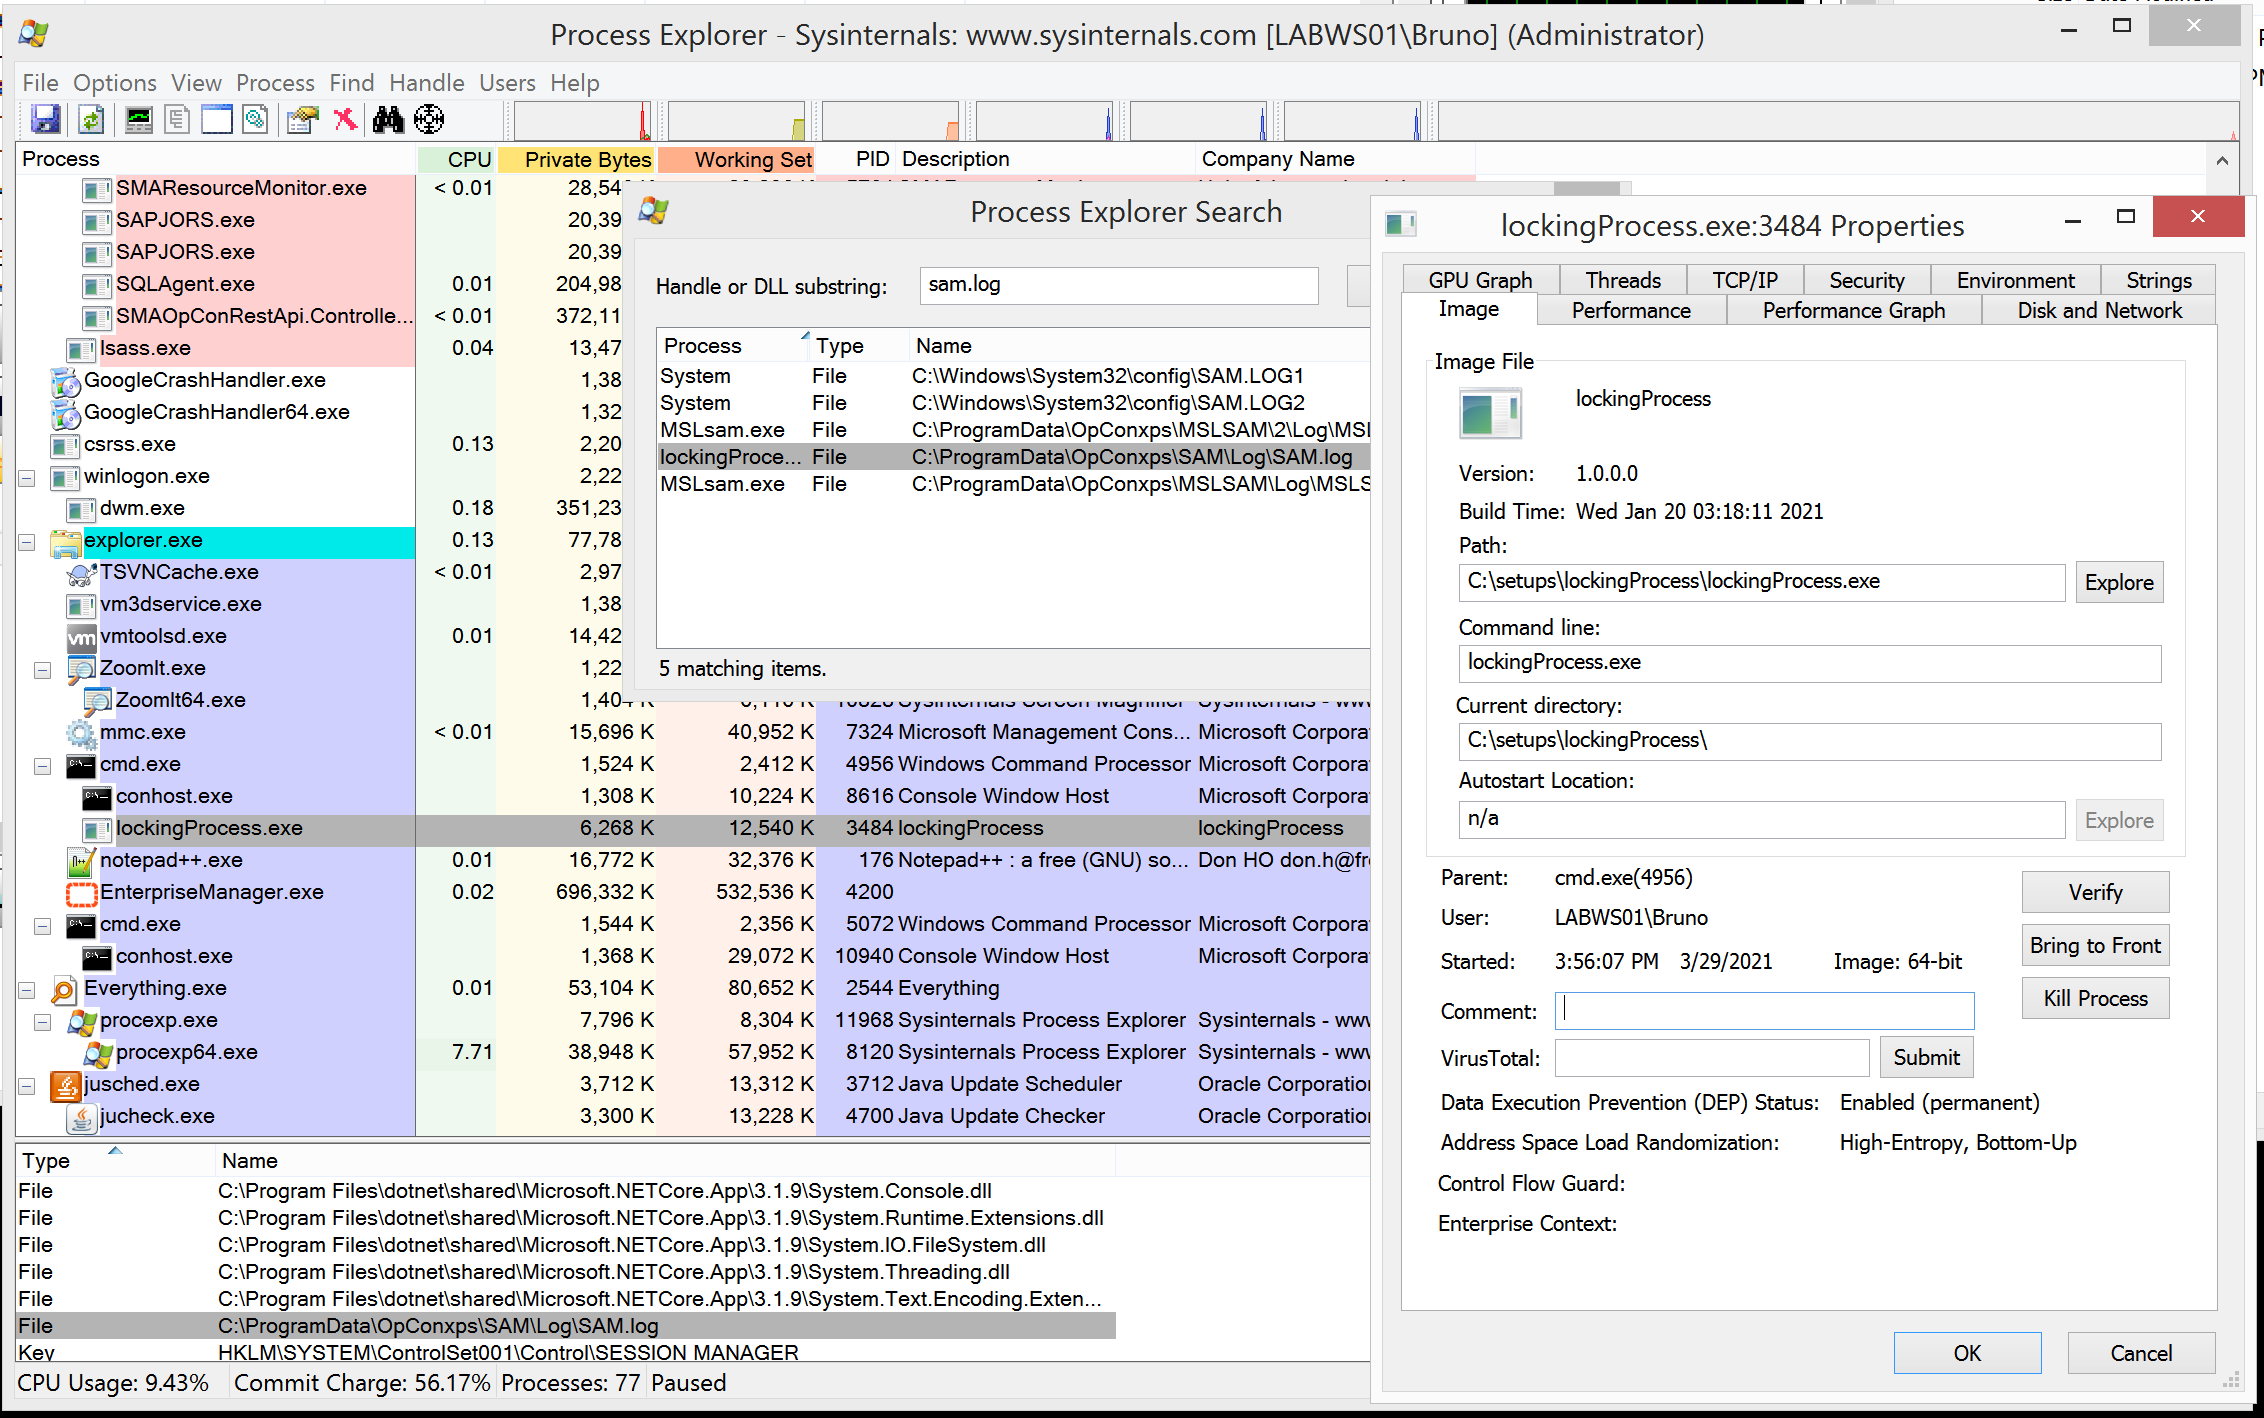 Process Explorer - Sysinternals: www.sysinternals.com [LABWS01\Bruno] (Administrator)
File Options View Process Find Handle Users Help
Process CPU Private Bytes Working Set PID Description Company Name
SMAResourceMonitor.exe < 0.01 28,54
SAPJORS.exe 20,39
SAPJORS.exe 20,39
SQLAgent.exe 0.01 204,98
SMAOpConRestApi.Controlle... < 0.01 372,11
lsass.exe 0.04 13,47
GoogleCrashHandler.exe 1,38
GoogleCrashHandler64.exe 1,32
csrss.exe 0.13 2,20
winlogon.exe 2,22
dwm.exe 0.18 351,23
explorer.exe 0.13 77,78
TSVNCache.exe < 0.01 2,97
vm3dservice.exe 1,38
vmtoolsd.exe 0.01 14,42
ZoomIt.exe 1,22
ZoomIt64.exe 1,404 K Sysinternals Screen Magnifier Sysinternals - www
mmc.exe < 0.01 15,696 K 40,952 K 7324 Microsoft Management Cons... Microsoft Corpora
cmd.exe 1,524 K 2,412 K 4956 Windows Command Processor Microsoft Corpora
conhost.exe 1,308 K 10,224 K 8616 Console Window Host Microsoft Corpora
lockingProcess.exe 6,268 K 12,540 K 3484 lockingProcess lockingProcess
notepad++.exe 0.01 16,772 K 32,376 K 176 Notepad++ : a free (GNU) so... Don HO don.h@fr
EnterpriseManager.exe 0.02 696,332 K 532,536 K 4200
cmd.exe 1,544 K 2,356 K 5072 Windows Command Processor Microsoft Corpora
conhost.exe 1,368 K 29,072 K 10940 Console Window Host Microsoft Corpora
Everything.exe 0.01 53,104 K 80,652 K 2544 Everything
procexp.exe 7,796 K 8,304 K 11968 Sysinternals Process Explorer Sysinternals - www
procexp64.exe 7.71 38,948 K 57,952 K 8120 Sysinternals Process Explorer Sysinternals - www
jusched.exe 3,712 K 13,312 K 3712 Java Update Scheduler Oracle Corporation
jucheck.exe 3,300 K 13,228 K 4700 Java Update Checker Oracle Corporation
Type Name
File C:\Program Files\dotnet\shared\Microsoft.NETCore.App\3.1.9\System.Console.dll
File C:\Program Files\dotnet\shared\Microsoft.NETCore.App\3.1.9\System.Runtime.Extensions.dll
File C:\Program Files\dotnet\shared\Microsoft.NETCore.App\3.1.9\System.IO.FileSystem.dll
File C:\Program Files\dotnet\shared\Microsoft.NETCore.App\3.1.9\System.Threading.dll
File C:\Program Files\dotnet\shared\Microsoft.NETCore.App\3.1.9\System.Text.Encoding.Exten...
File C:\ProgramData\OpConxps\SAM\Log\SAM.log
Key HKLM\SYSTEM\ControlSet001\Control\SESSION MANAGER
CPU Usage: 9.43% Commit Charge: 56.17% Processes: 77 Paused
Process Explorer Search
Handle or DLL substring: sam.log
Process Type Name
System File C:\Windows\System32\config\SAM.LOG1
System File C:\Windows\System32\config\SAM.LOG2
MSLsam.exe File C:\ProgramData\OpConxps\MSLSAM\2\Log\MSL
lockingProce... File C:\ProgramData\OpConxps\SAM\Log\SAM.log
MSLsam.exe File C:\ProgramData\OpConxps\MSLSAM\Log\MSLS
5 matching items.
lockingProcess.exe:3484 Properties
GPU Graph Threads TCP/IP Security Environment Strings
Image Performance Performance Graph Disk and Network
Image File
lockingProcess
Version: 1.0.0.0
Build Time: Wed Jan 20 03:18:11 2021
Path:
C:\setups\lockingProcess\lockingProcess.exe Explore
Command line:
lockingProcess.exe
Current directory:
C:\setups\lockingProcess\
Autostart Location:
n/a Explore
Parent: cmd.exe(4956) Verify
User: LABWS01\Bruno
Bring to Front
Started: 3:56:07 PM 3/29/2021 Image: 64-bit
Kill Process
Comment:
VirusTotal: Submit
Data Execution Prevention (DEP) Status: Enabled (permanent)
Address Space Load Randomization: High-Entropy, Bottom-Up
Control Flow Guard:
Enterprise Context:
OK Cancel